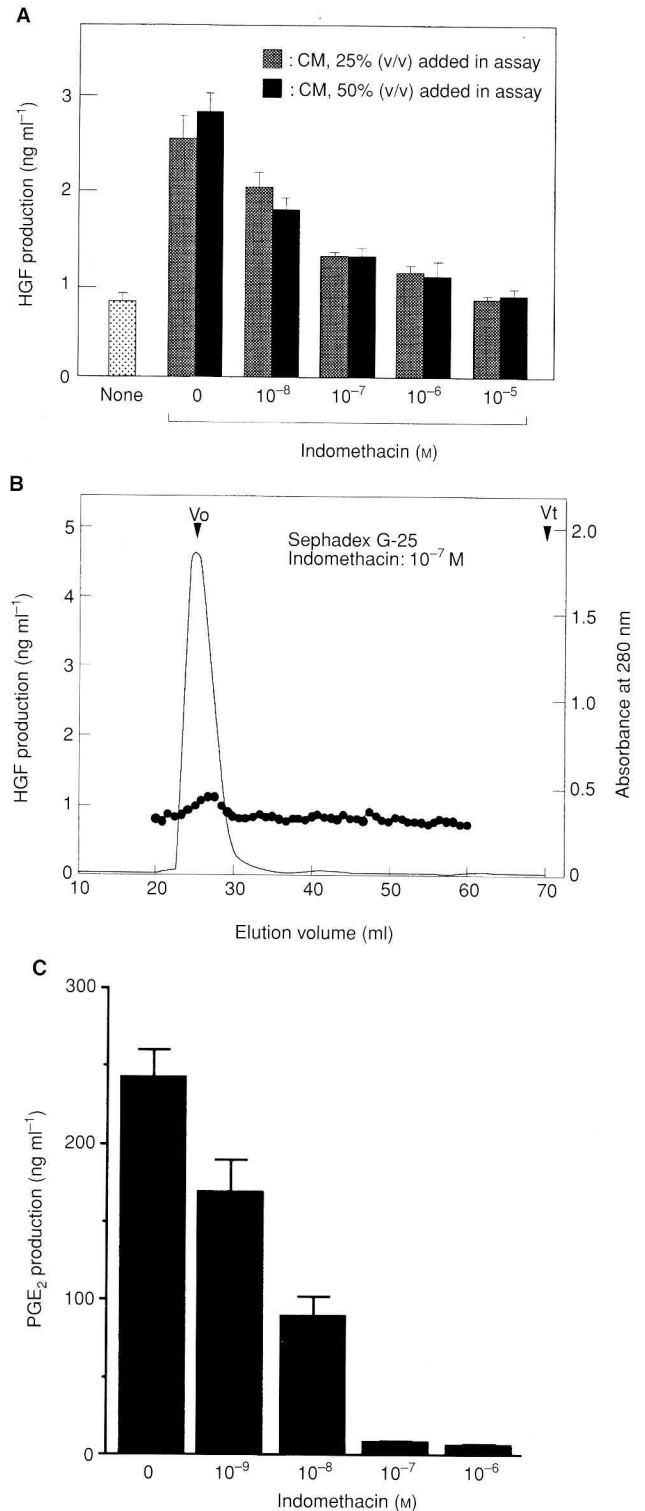 A
: CM, 25% (v/v) added in assay
: CM, 50% (v/v) added in assay
HGF production (ng ml⁻¹)
3
2
1
0
None
0
10⁻⁸
10⁻⁷
10⁻⁶
10⁻⁵
Indomethacin (M)
B
Vo
Vt
Sephadex G-25
Indomethacin: 10⁻⁷ M
HGF production (ng ml⁻¹)
5
4
3
2
1
0
2.0
1.0
0.5
0
Absorbance at 280 nm
10
20
30
40
50
60
70
Elution volume (ml)
C
PGE₂ production (ng ml⁻¹)
300
200
100
0
0
10⁻⁹
10⁻⁸
10⁻⁷
10⁻⁶
Indomethacin (M)